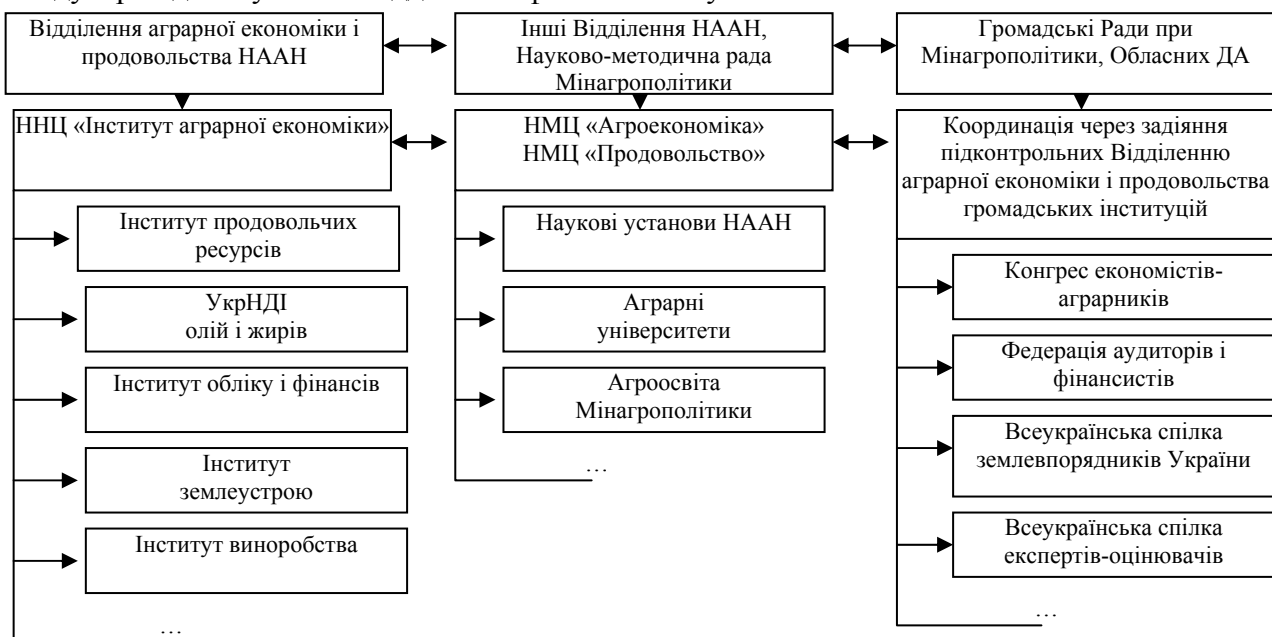 Відділення аграрної економіки і
продовольства НААН
Інші Відділення НААН,
Науково-методична рада
Мінагрополітики
Громадські Ради при
Мінагрополітики, Обласних ДА
ННЦ «Інститут аграрної економіки»
НМЦ «Агроекономіка»
НМЦ «Продовольство»
Координація через задіяння
підконтрольних Відділенню
аграрної економіки і продовольства
громадських інституцій
Інститут продовольчих
ресурсів
УкрНДІ
олій і жирів
Інститут обліку і фінансів
Інститут
землеустрою
Інститут виноробства
…
Наукові установи НААН
Аграрні
університети
Агроосвіта
Мінагрополітики
…
Конгрес економістів-
аграрників
Федерація аудиторів і
фінансистів
Всеукраїнська спілка
землевпорядників України
Всеукраїнська спілка
експертів-оцінювачів
…